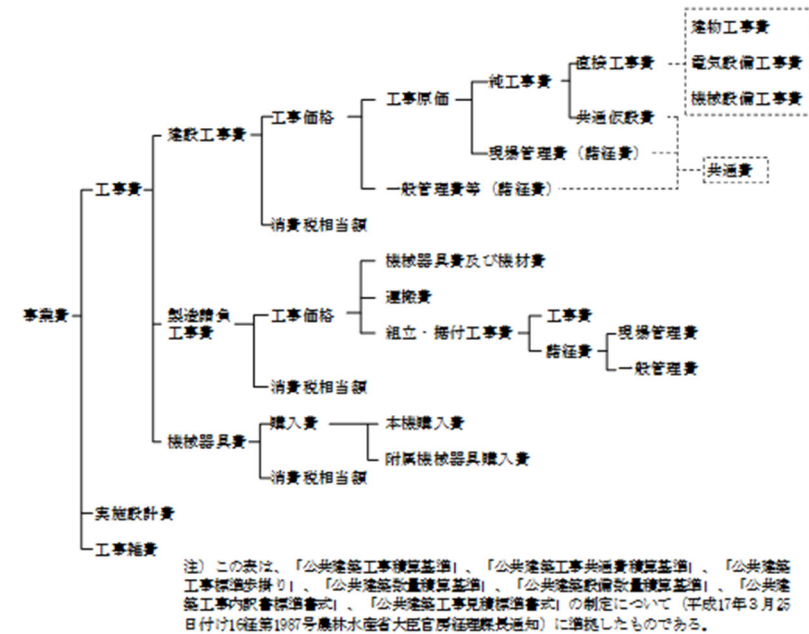 建物工事費
直接工事費
電気設備工事費
純工事費
機械設備工事費
工事原価
工事価格
共通仮設費
建設工事費
現場管理費(諸経費)
共通費
工事費
一般管理費等(諸経費)
消費税相当額
機械器具費及び機材費
運搬費
事業費
製造請負
工事費
工事価格
組立・据付工事費
工事費
現場管理費
諸経費
一般管理費
消費税相当額
購入費
本機購入費
機械器具費
附属機械器具購入費
消費税相当額
実施設計費
工事雑費
注)この表は、「公共建築工事積算基準」、「公共建築工事共通費積算基準」、「公共建築
工事標準歩掛り」、「公共建築数量積算基準」、「公共建築設備数量積算基準」、「公共建
築工事内訳書標準書式」、「公共建築工事見積標準書式」の制定について(平成17年3月25
日付け16経第1987号農林水産省大臣官房経理課長通知)に準拠したものである。